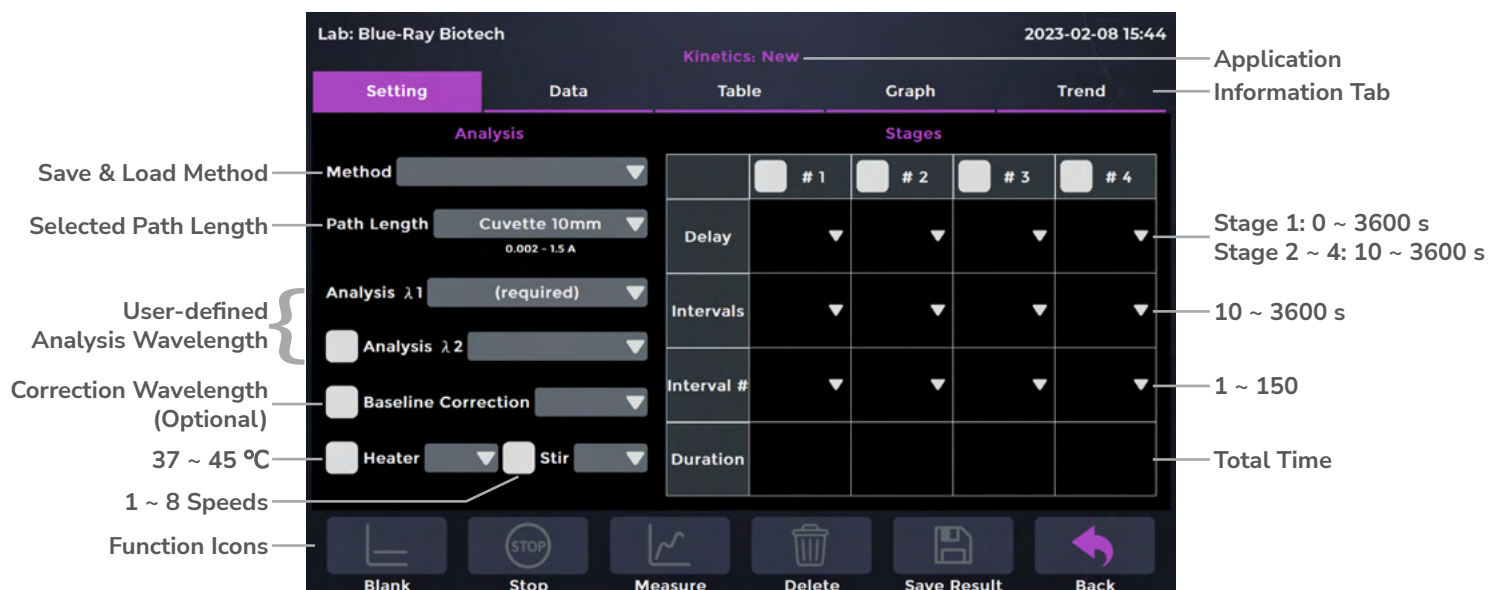 Lab: Blue-Ray Biotech
2023-02-08 15:44
Kinetics: New
Application
Setting
Data
Table
Graph
Trend
Information Tab
Analysis
Stages
Save & Load Method
Method
# 1
# 2
# 3
# 4
Selected Path Length
Path Length
Cuvette 10mm
0.002 - 1.5 A
Delay
Stage 1: 0 ~ 3600 s
Stage 2 ~ 4: 10 ~ 3600 s
User-defined
Analysis Wavelength
Analysis λ1
(required)
Analysis λ2
Intervals
10 ~ 3600 s
Correction Wavelength
(Optional)
Baseline Correction
Interval #
1 ~ 150
37 ~ 45 ℃
Heater
Stir
Duration
Total Time
1 ~ 8 Speeds
Function Icons
STOP
Blank
Stop
Measure
Delete
Save Result
Back